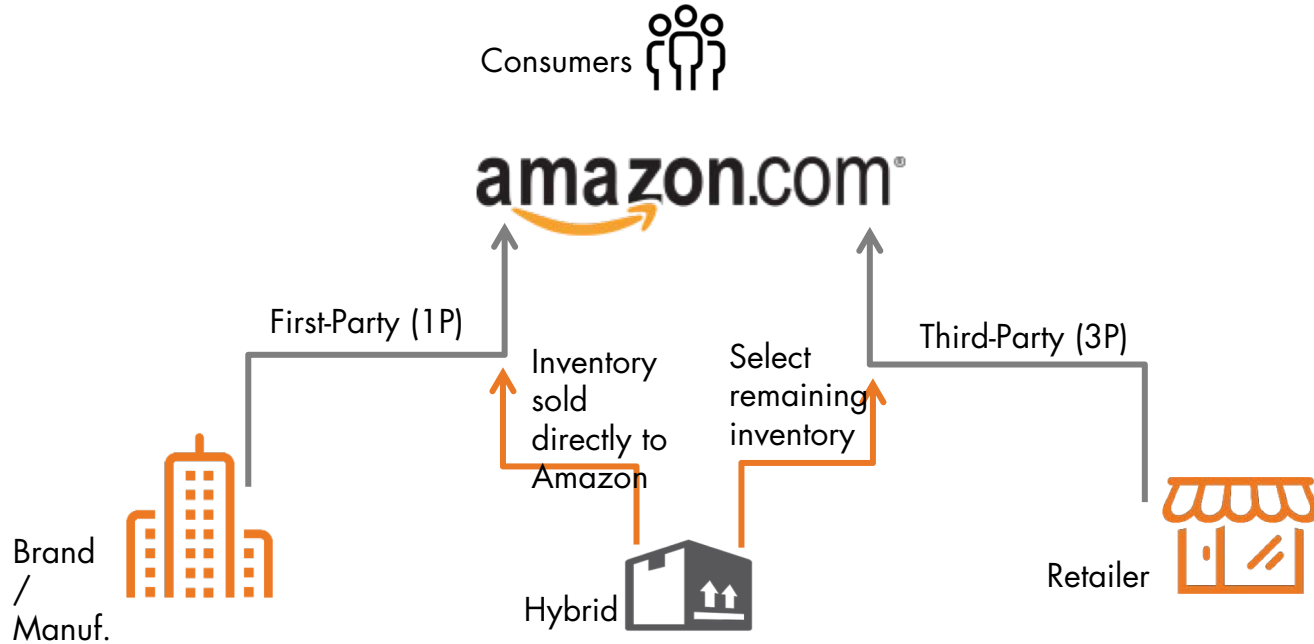 Consumers
amazon.com®
First-Party (1P)
Third-Party (3P)
Inventory
sold
directly to
Amazon
Select
remaining
inventory
Brand
/
Manuf.
Hybrid
Retailer